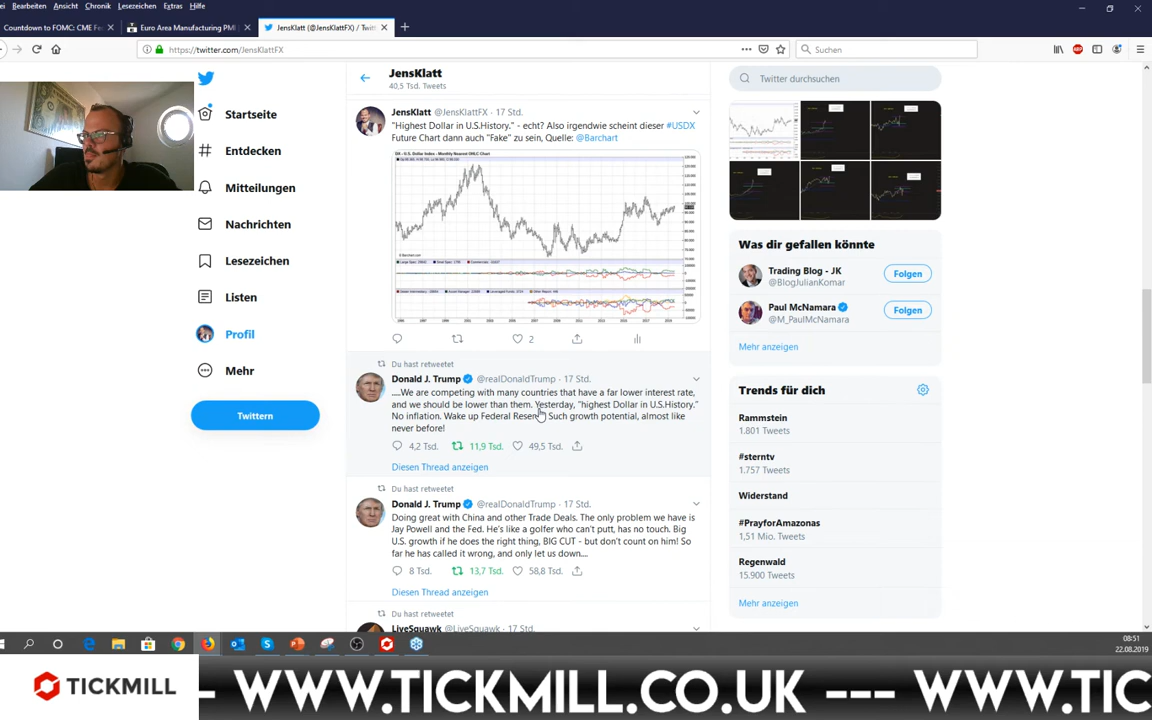 Bearbeiten Ansicht Chronik Lesezeichen Extras Hilfe
Countdown to FOMC: CME Fe
Euro Area Manufacturing PMI
JensKlatt (@JensKlattFX) / Twitt
https://twitter.com/JensKlattFX
Suchen
Startseite
Entdecken
Mitteilungen
Nachrichten
Lesezeichen
Listen
Profil
Mehr
Twittern
JensKlatt
40,5 Tsd. Tweets
JensKlatt @JensKlattFX · 17 Std.
"Highest Dollar in U.S.History." - echt? Also irgendwie scheint dieser #USDX
Future Chart dann auch "Fake" zu sein, Quelle: @Barchart
2
Du hast retweetet
Donald J. Trump @realDonaldTrump · 17 Std.
....We are competing with many countries that have a far lower interest rate,
and we should be lower than them. Yesterday, "highest Dollar in U.S.History."
No inflation. Wake up Federal Reserve. Such growth potential, almost like
never before!
4,2 Tsd. 11,9 Tsd. 49,5 Tsd.
Diesen Thread anzeigen
Du hast retweetet
Donald J. Trump @realDonaldTrump · 17 Std.
Doing great with China and other Trade Deals. The only problem we have is
Jay Powell and the Fed. He's like a golfer who can't putt, has no touch. Big
U.S. growth if he does the right thing, BIG CUT - but don't count on him! So
far he has called it wrong, and only let us down....
8 Tsd. 13,7 Tsd. 58,8 Tsd.
Diesen Thread anzeigen
Du hast retweetet
LiveSquawk @LiveSquawk · 17 Std.
Twitter durchsuchen
Was dir gefallen könnte
Trading Blog - JK
@BlogJulianKomar
Folgen
Paul McNamara
@M_PaulMcNamara
Folgen
Mehr anzeigen
Trends für dich
Rammstein
1.801 Tweets
#sterntv
1.757 Tweets
Widerstand
#PrayforAmazonas
1,51 Mio. Tweets
Regenwald
15.900 Tweets
Mehr anzeigen
08:51
22.08.2019
TICKMILL
--- WWW.TICKMILL.CO.UK --- WWW.TIC